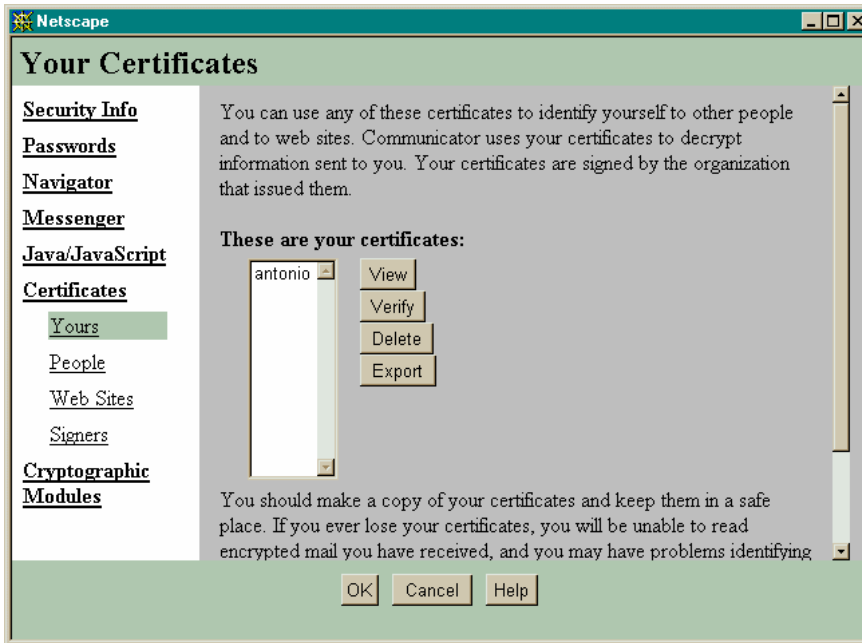 Netscape
Your Certificates
Security Info
Passwords
Navigator
Messenger
Java/JavaScript
Certificates
Yours
People
Web Sites
Signers
Cryptographic
Modules
You can use any of these certificates to identify yourself to other people
and to web sites. Communicator uses your certificates to decrypt
information sent to you. Your certificates are signed by the organization
that issued them.
These are your certificates:
antonio
View
Verify
Delete
Export
You should make a copy of your certificates and keep them in a safe
place. If you ever lose your certificates, you will be unable to read
encrypted mail you have received, and you may have problems identifying
OK
Cancel
Help